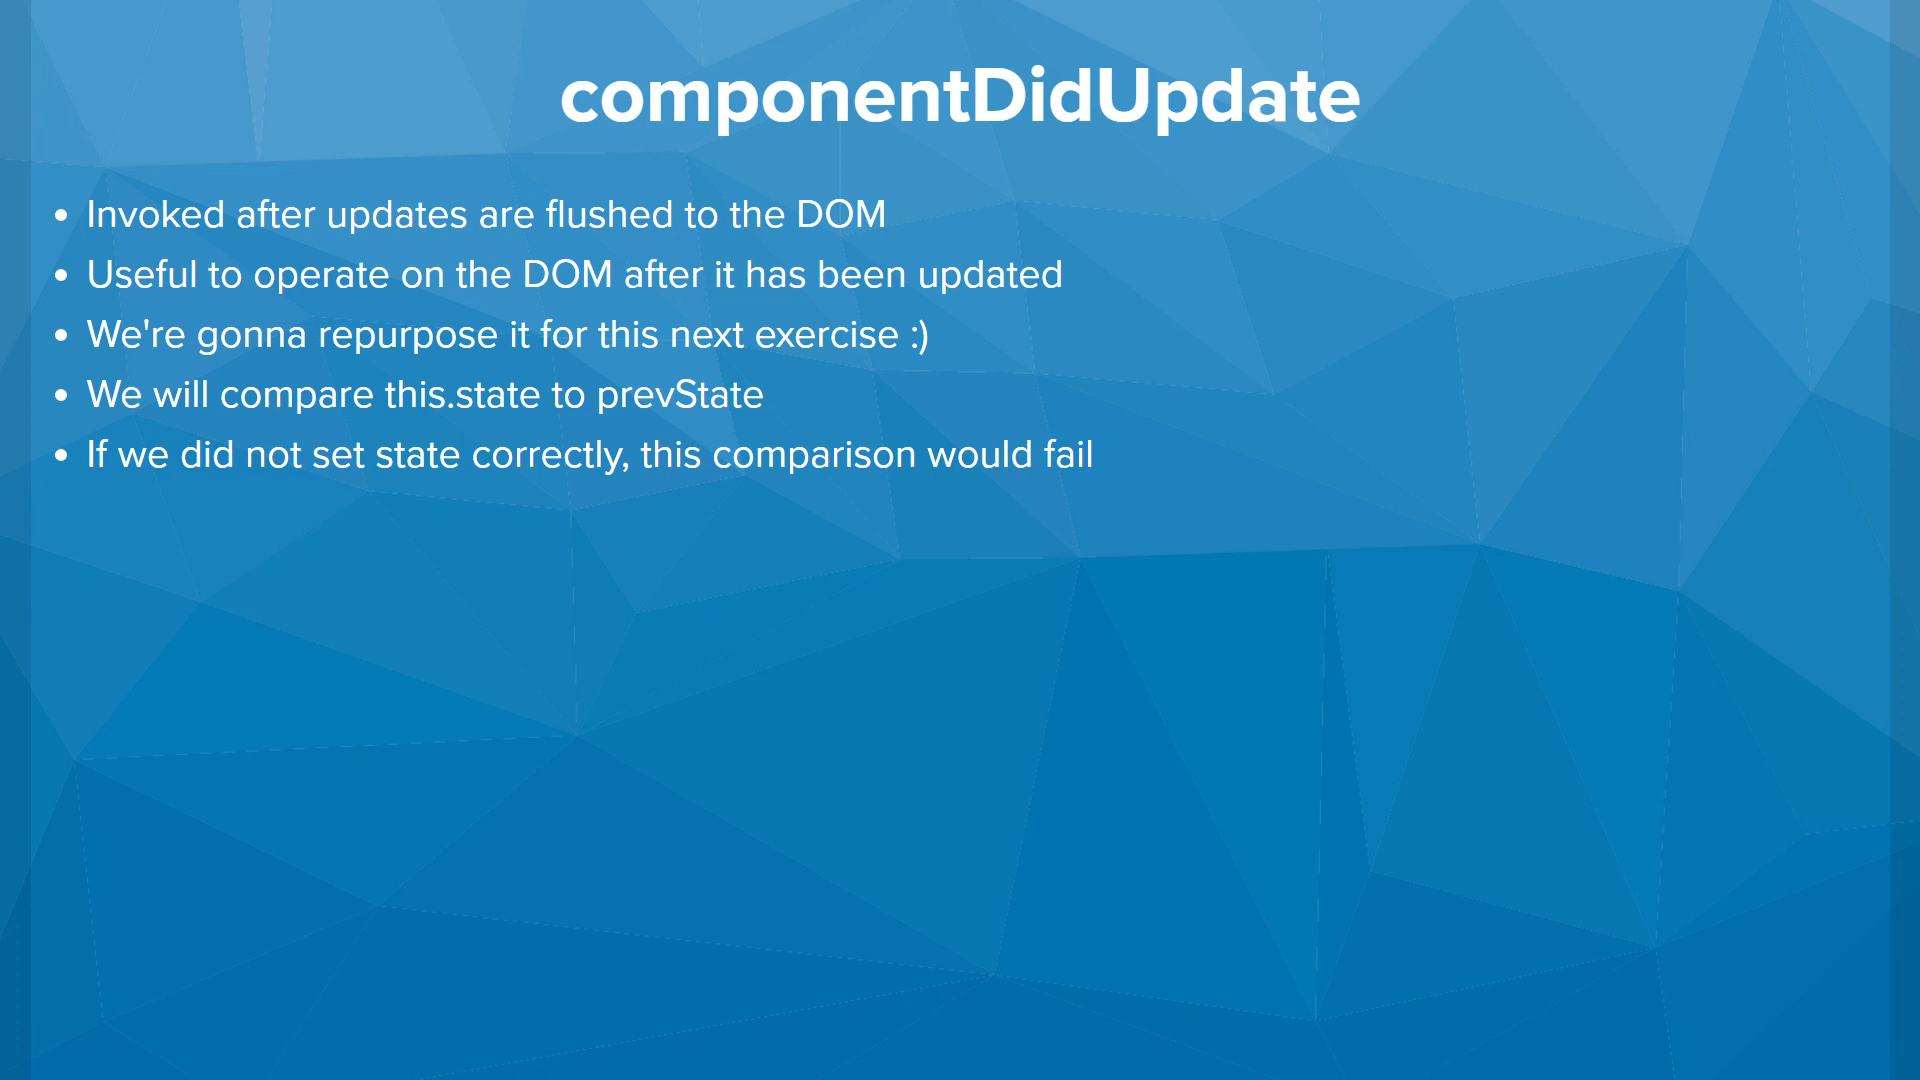 componentDidUpdate
• Invoked after updates are flushed to the DOM
• Useful to operate on the DOM after it has been updated
• We're gonna repurpose it for this next exercise :)
• We will compare this.state to prevState
• If we did not set state correctly, this comparison would fail